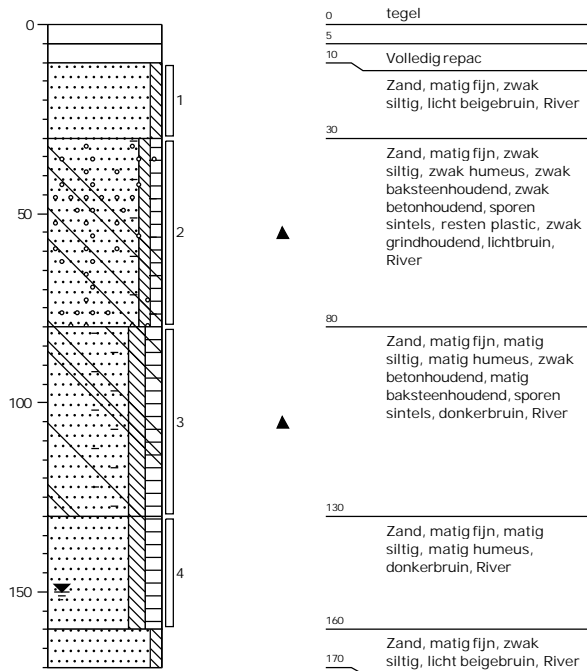 0
50
100
150
1
2
3
4
0
tegel
5
10
Volledig repac
Zand, matig fijn, zwak
siltig, licht beigebruin, River
30
Zand, matig fijn, zwak
siltig, zwak humeus, zwak
baksteenhoudend, zwak
betonhoudend, sporen
sintels, resten plastic, zwak
grindhoudend, lichtbruin,
River
80
Zand, matig fijn, matig
siltig, matig humeus, zwak
betonhoudend, matig
baksteenhoudend, sporen
sintels, donkerbruin, River
130
Zand, matig fijn, matig
siltig, matig humeus,
donkerbruin, River
160
Zand, matig fijn, zwak
siltig, licht beigebruin, River
170